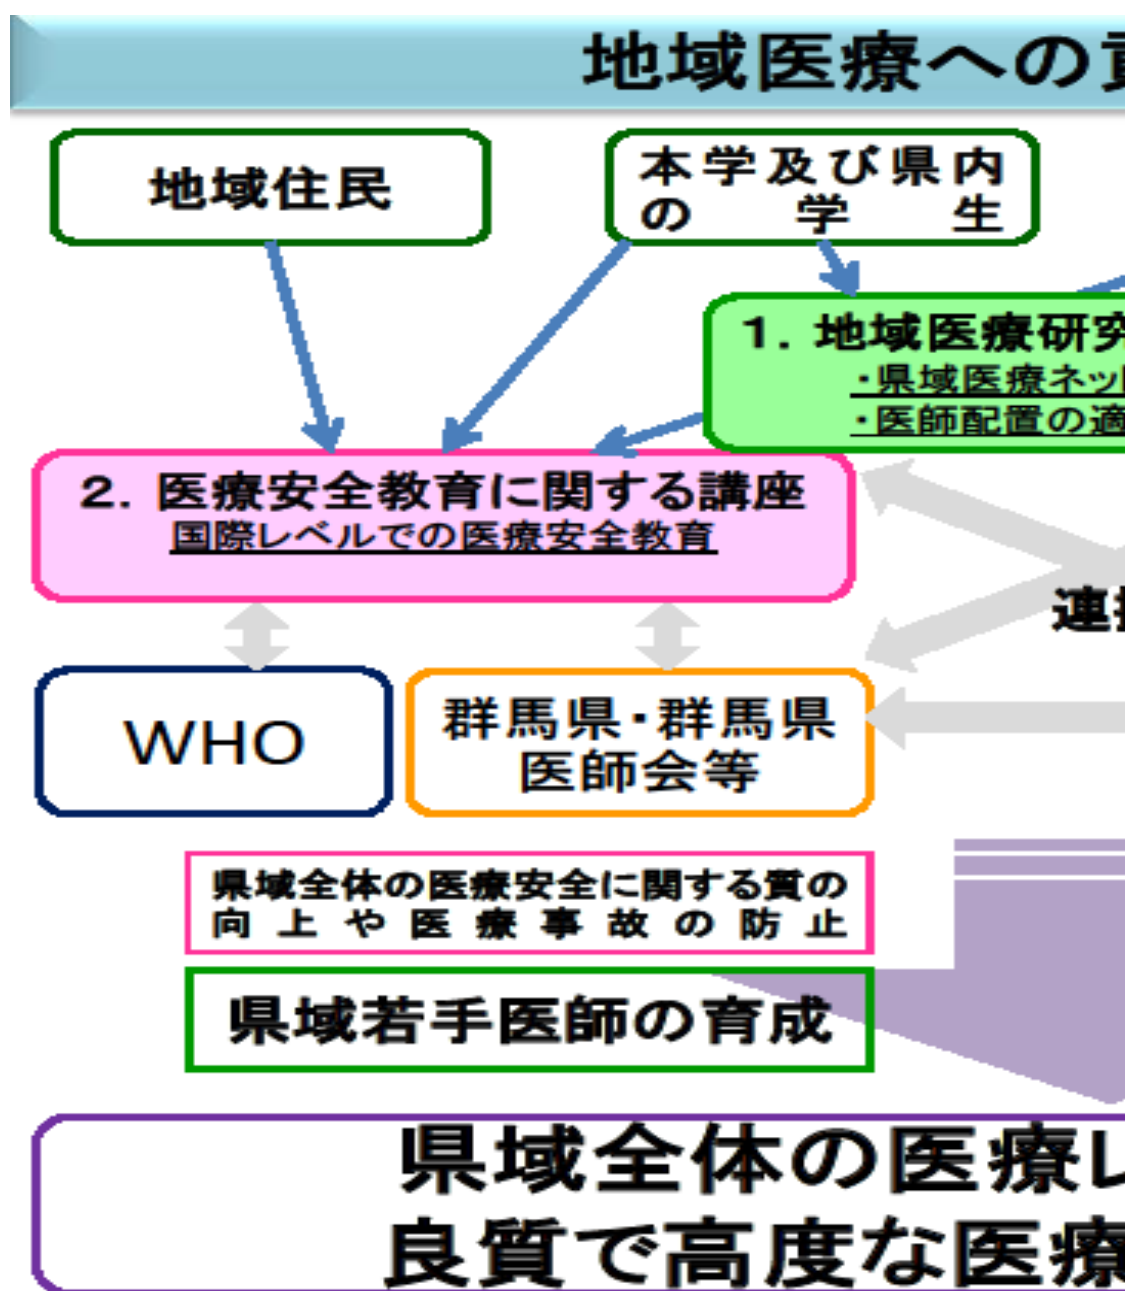 地域医療への
地域住民
本学及び県内
の学生
1. 地域医療研究
・県域医療ネッ
・医師配置の適
2. 医療安全教育に関する講座
国際レベルでの医療安全教育
連
WHO
群馬県・群馬県
医師会等
県域全体の医療安全に関する質の
向上や医療事故の防止
県域若手医師の育成
県域全体の医療レ
良質で高度な医療